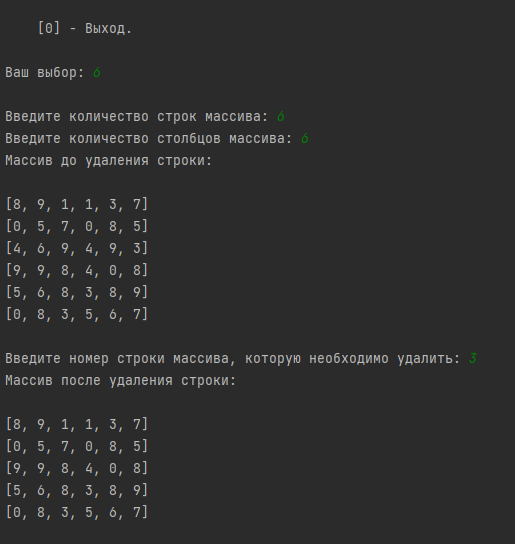 [0] - Выход.
Ваш выбор: 6
Введите количество строк массива: 6
Введите количество столбцов массива: 6
Массив до удаления строки:
[8, 9, 1, 1, 3, 7]
[0, 5, 7, 0, 8, 5]
[4, 6, 9, 4, 9, 3]
[9, 9, 8, 4, 0, 8]
[5, 6, 8, 3, 8, 9]
[0, 8, 3, 5, 6, 7]
Введите номер строки массива, которую необходимо удалить: 3
Массив после удаления строки:
[8, 9, 1, 1, 3, 7]
[0, 5, 7, 0, 8, 5]
[9, 9, 8, 4, 0, 8]
[5, 6, 8, 3, 8, 9]
[0, 8, 3, 5, 6, 7]